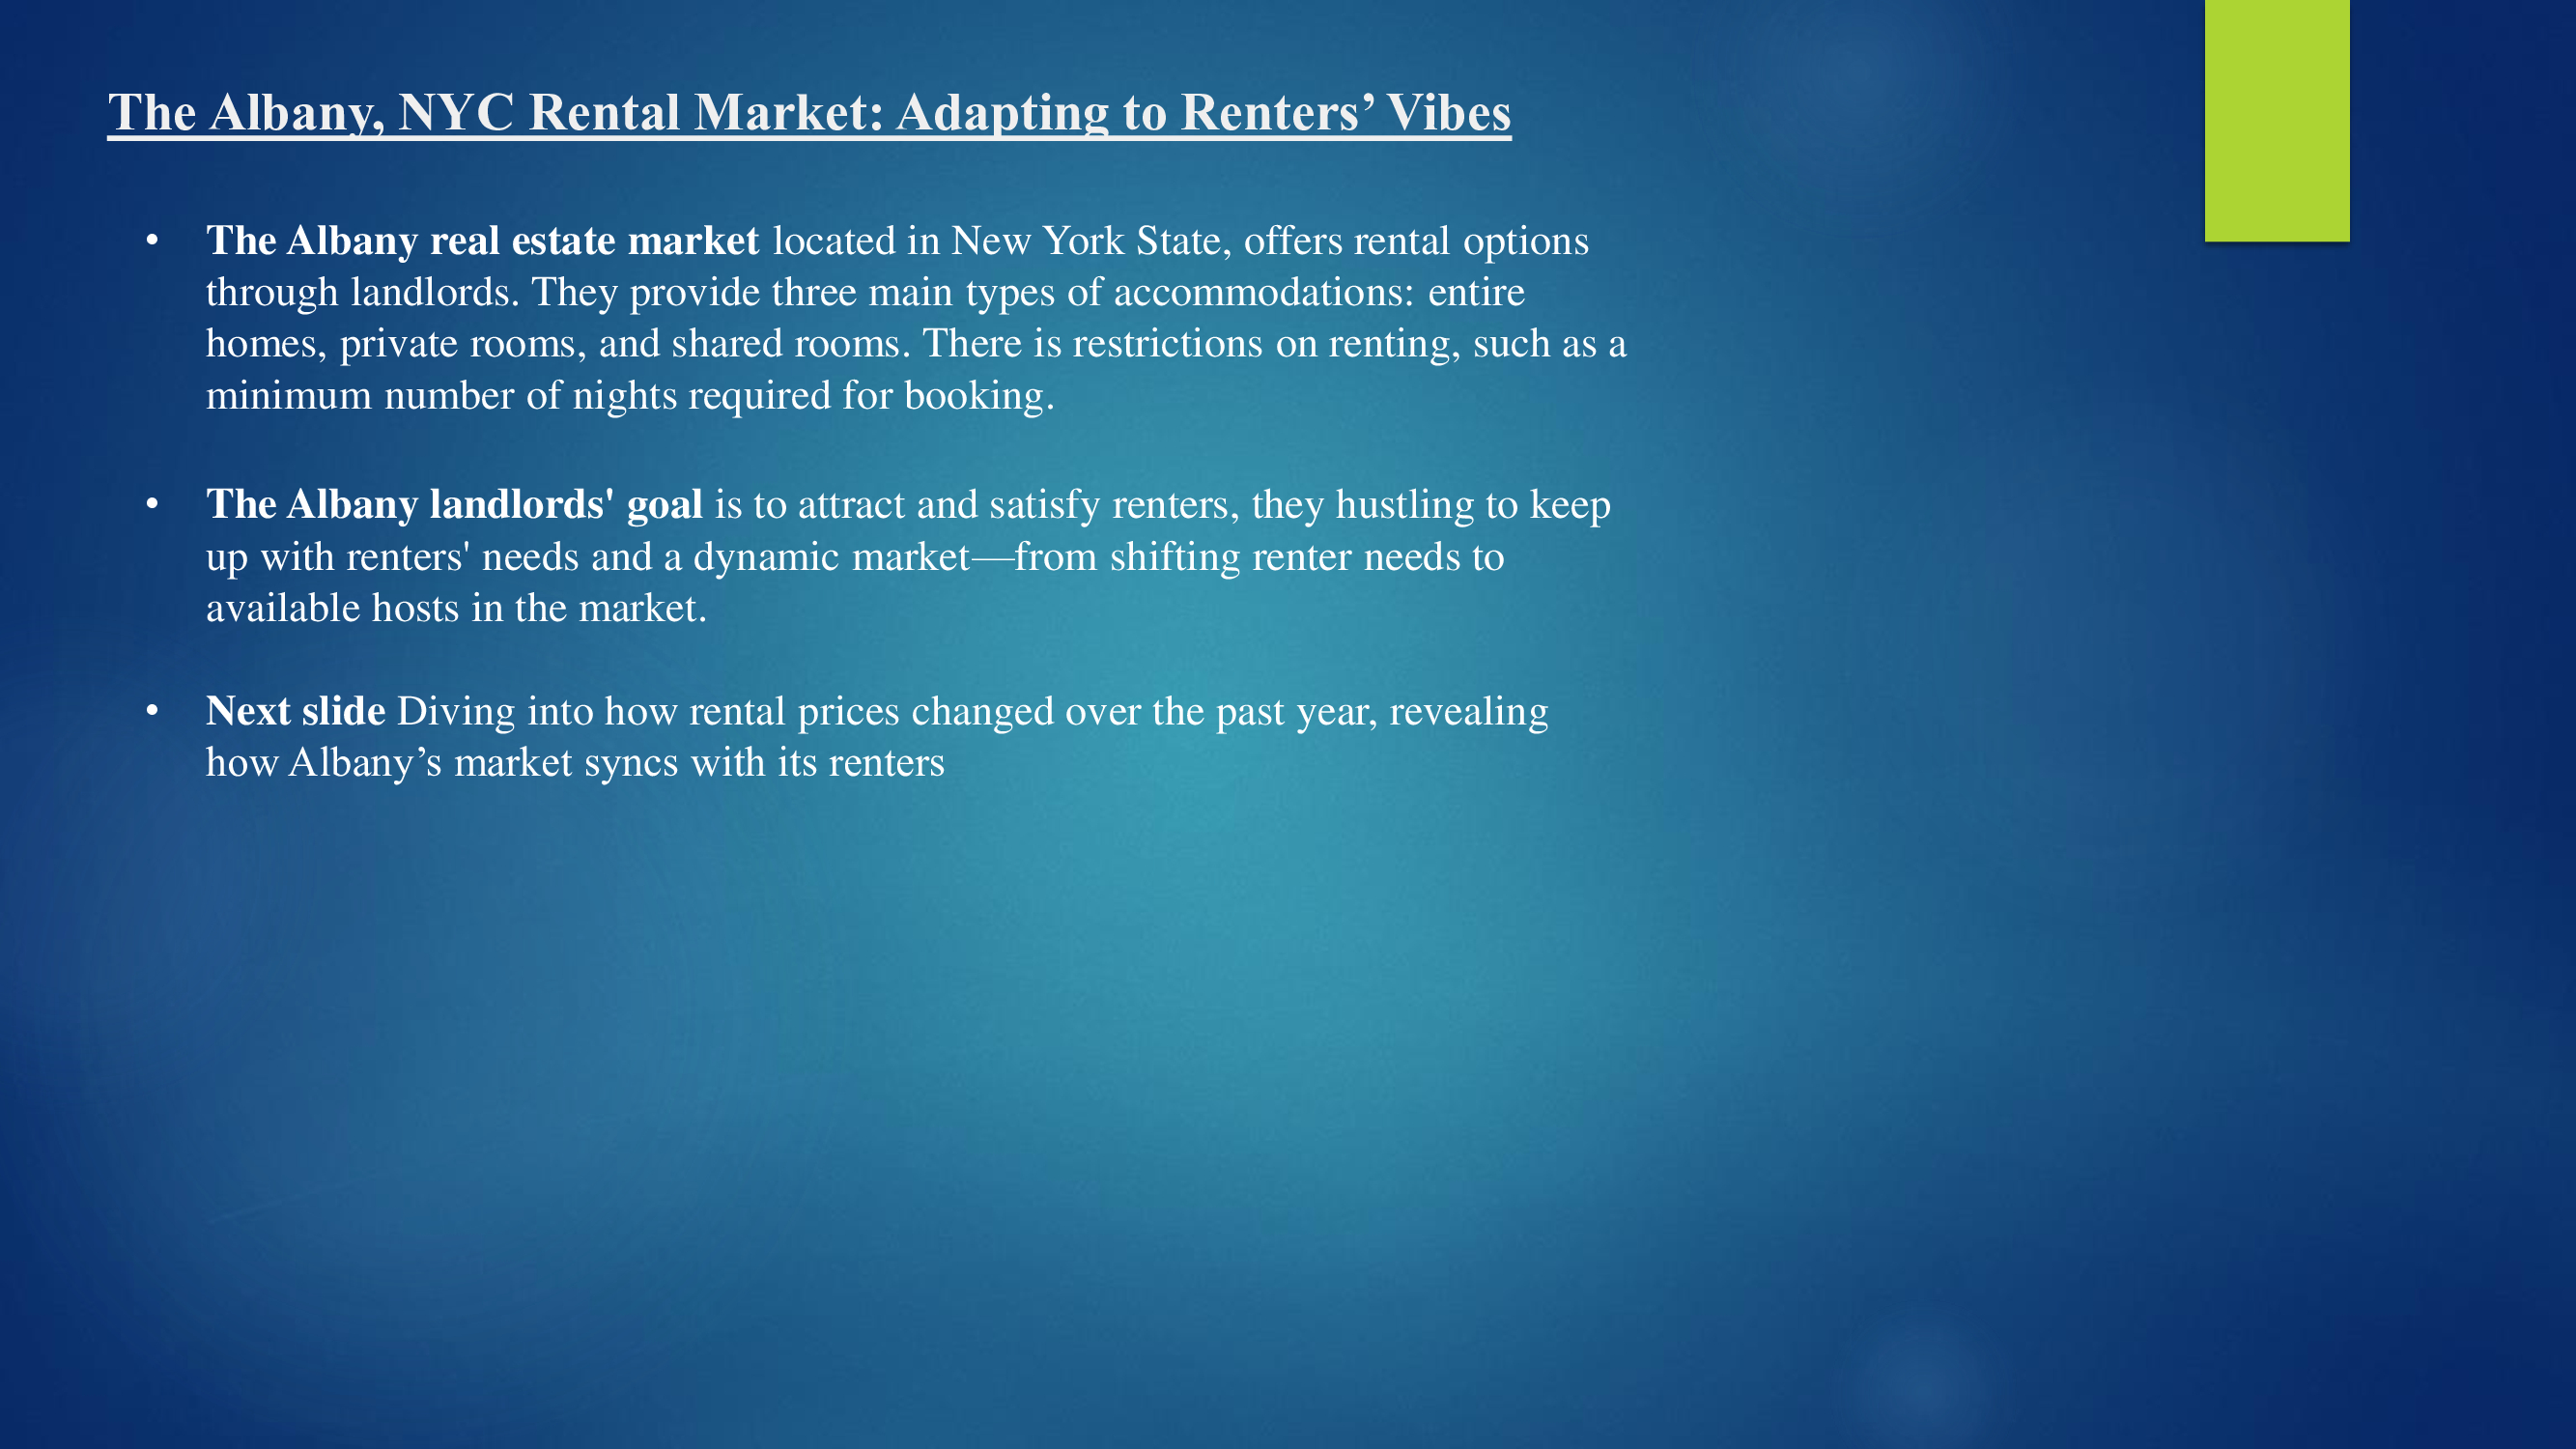 The Albany, NYC Rental Market: Adapting to Renters’ Vibes
• The Albany real estate market located in New York State, offers rental options
through landlords. They provide three main types of accommodations: entire
homes, private rooms, and shared rooms. There is restrictions on renting, such as a
minimum number of nights required for booking.
• The Albany landlords' goal is to attract and satisfy renters, they hustling to keep
up with renters' needs and a dynamic market—from shifting renter needs to
available hosts in the market.
• Next slide Diving into how rental prices changed over the past year, revealing
how Albany’s market syncs with its renters